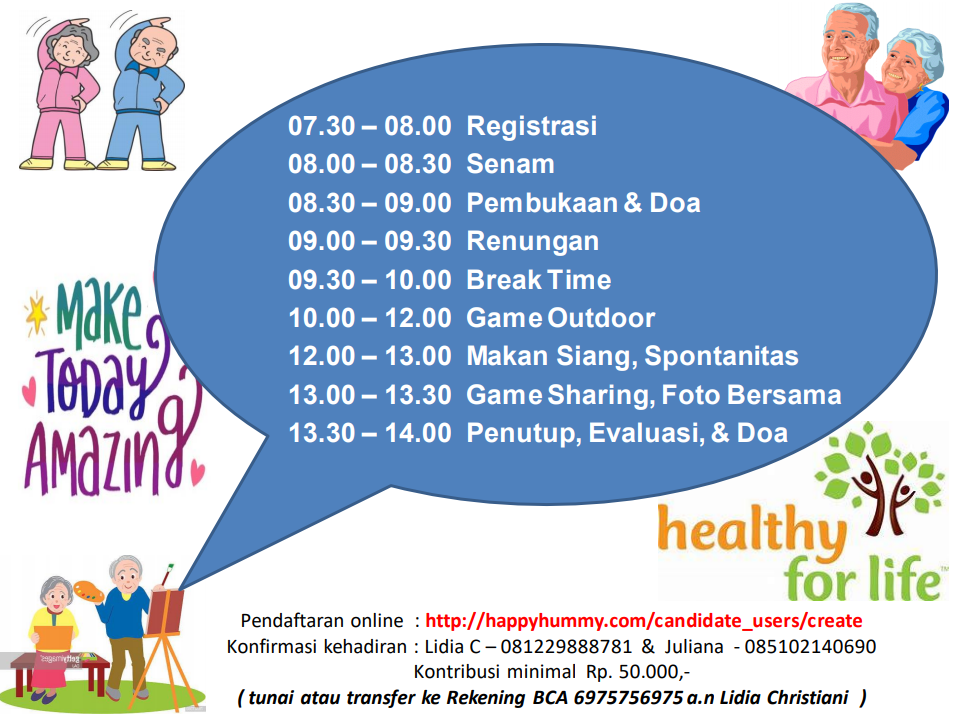 07.30 – 08.00 Registrasi
08.00 – 08.30 Senam
08.30 – 09.00 Pembukaan & Doa
09.00 – 09.30 Renungan
09.30 – 10.00 Break Time
10.00 – 12.00 Game Outdoor
12.00 – 13.00 Makan Siang, Spontanitas
13.00 – 13.30 Game Sharing, Foto Bersama
13.30 – 14.00 Penutup, Evaluasi, & Doa
MAKE
TODAY
AMAZING
healthy
for life™
gettyimages
Pendaftaran online : http://happyhummy.com/candidate_users/create
Konfirmasi kehadiran : Lidia C – 081229888781 & Juliana - 085102140690
Kontribusi minimal Rp. 50.000,-
( tunai atau transfer ke Rekening BCA 6975756975 a.n Lidia Christiani )